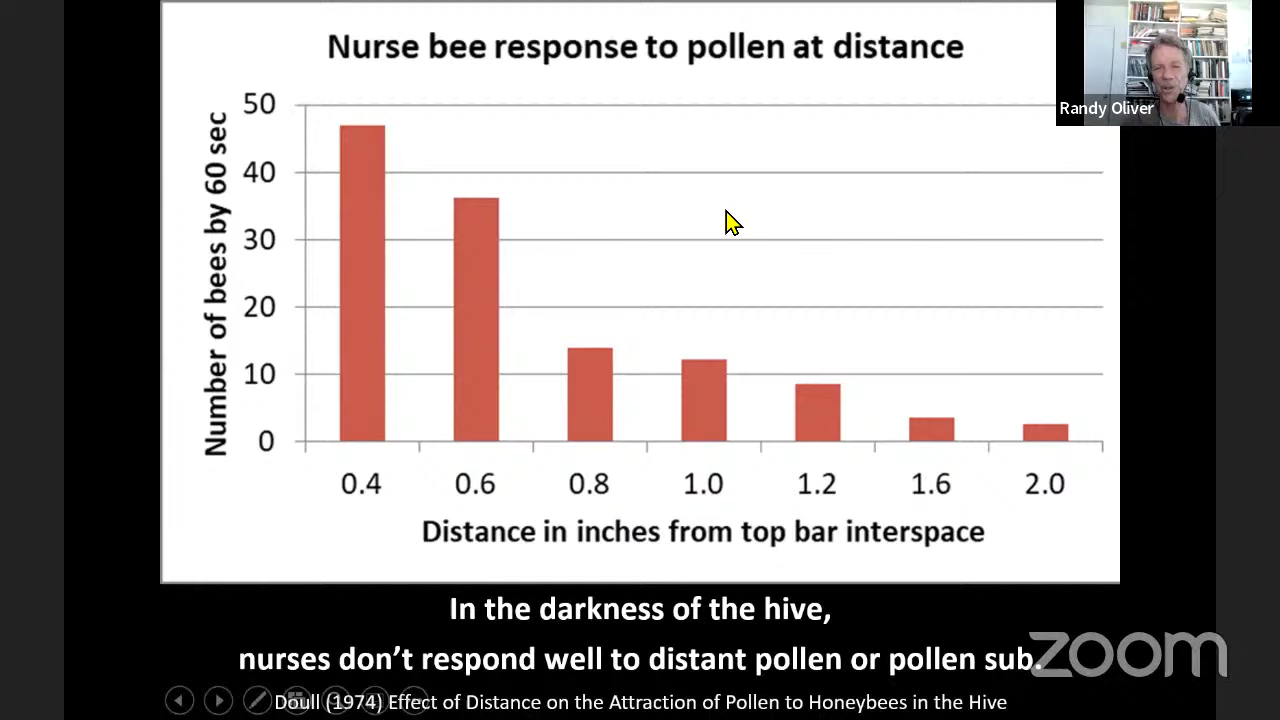 Nurse bee response to pollen at distance
Randy Oliver
Number of bees by 60 sec
50
40
30
20
10
0
0.4 0.6 0.8 1.0 1.2 1.6 2.0
Distance in inches from top bar interspace
In the darkness of the hive,
nurses don’t respond well to distant pollen or pollen sub.
zoom
Doull (1974) Effect of Distance on the Attraction of Pollen to Honeybees in the Hive